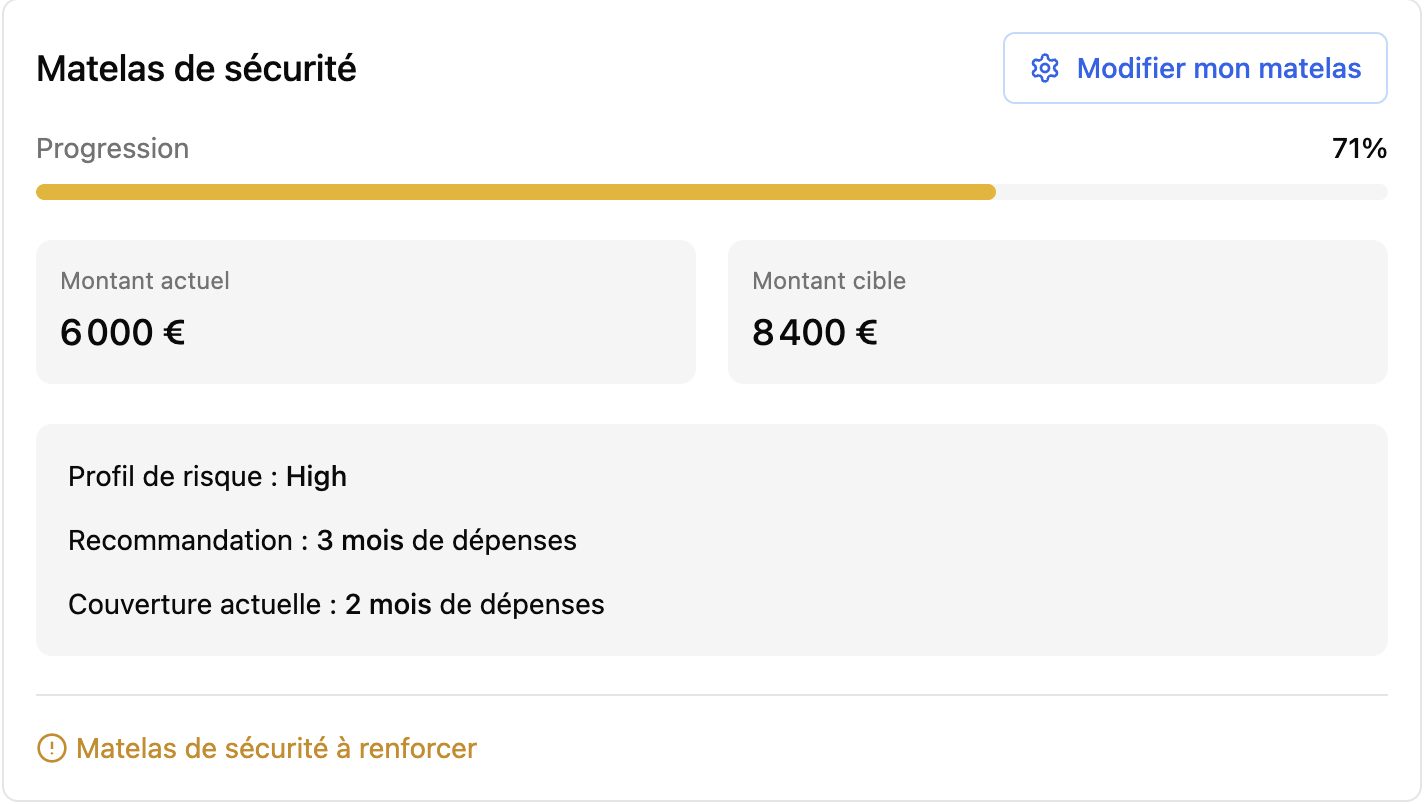 Matelas de sécurité
Modifier mon matelas
Progression
71%
Montant actuel
6 000 €
Montant cible
8 400 €
Profil de risque : High
Recommandation : 3 mois de dépenses
Couverture actuelle : 2 mois de dépenses
Matelas de sécurité à renforcer